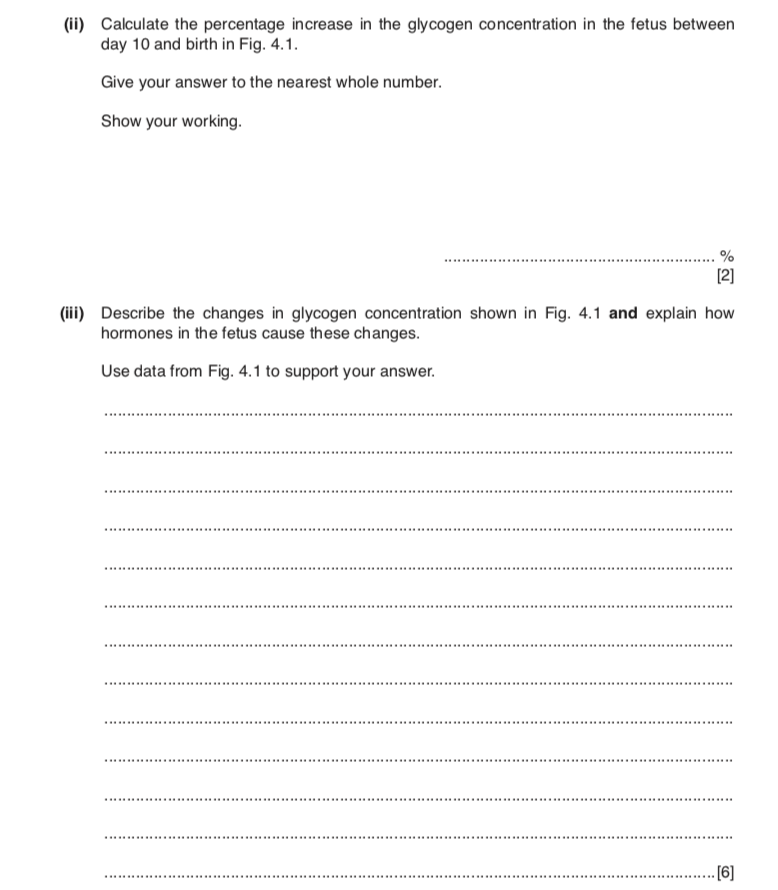 (ii) Calculate the percentage increase in the glycogen concentration in the fetus between
day 10 and birth in Fig. 4.1.
Give your answer to the nearest whole number.
Show your working.
.............................................................. %
[2]
(iii) Describe the changes in glycogen concentration shown in Fig. 4.1 and explain how
hormones in the fetus cause these changes.
Use data from Fig. 4.1 to support your answer.
[6]